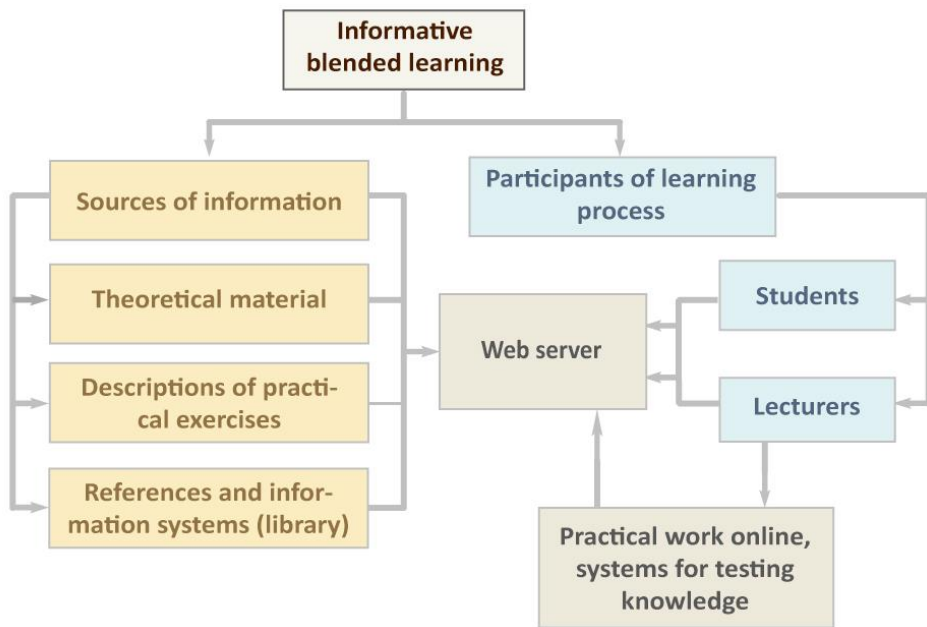 Informative
blended learning
Sources of information
Participants of learning
process
Theoretical material
Students
Web server
Descriptions of practi-
cal exercises
Lecturers
References and infor-
mation systems (library)
Practical work online,
systems for testing
knowledge